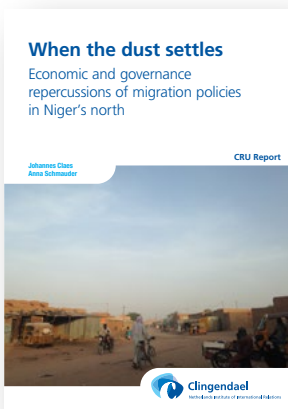 When the dust settles
Economic and governance
repercussions of migration policies
in Niger's north
CRU Report
Johannes Claes
Anna Schmauder
Clingendael
Netherlands Institute of International Relations